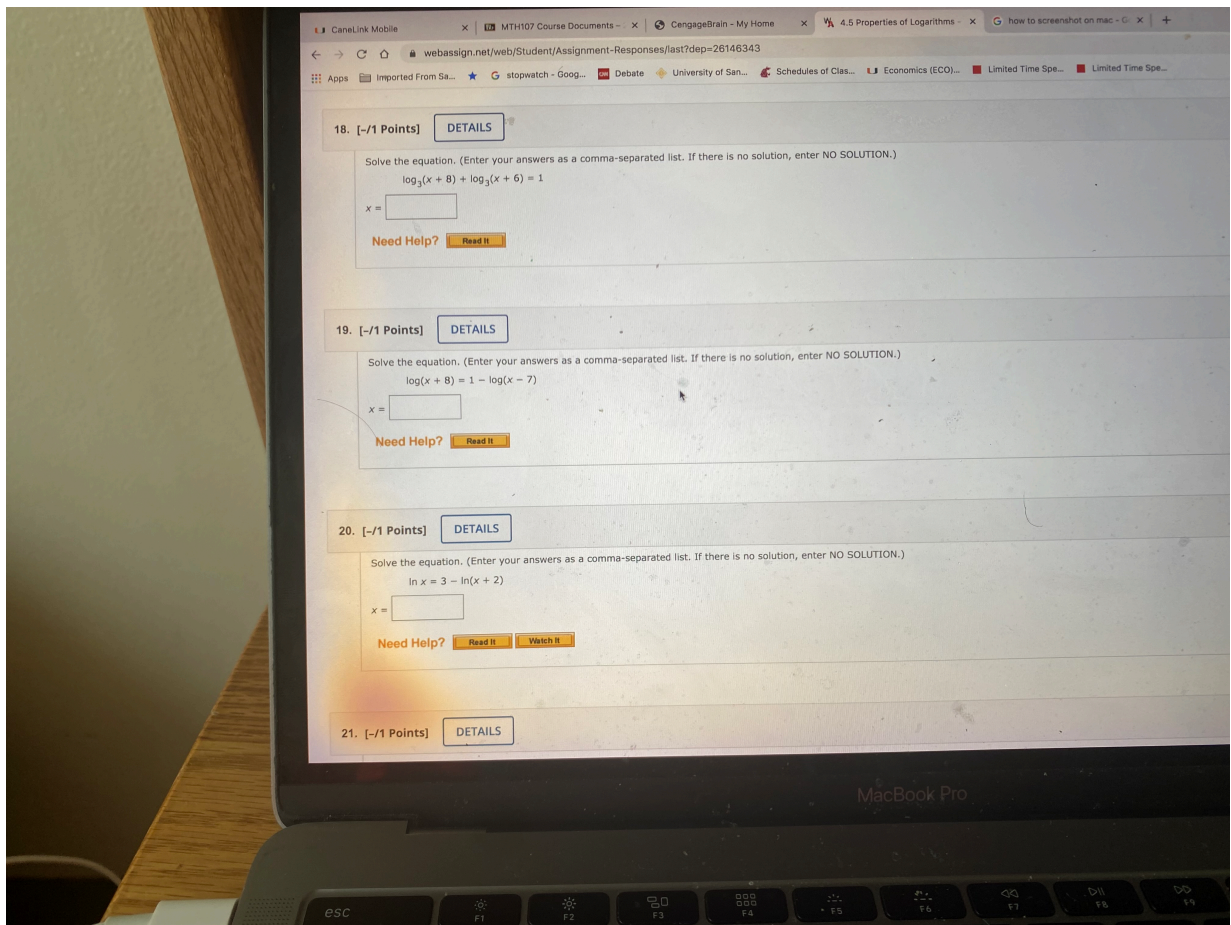 CaneLink Mobile
MTH107 Course Documents -
CengageBrain - My Home
4.5 Properties of Logarithms -
how to screenshot on mac - G
webassign.net/web/Student/Assignment-Responses/last?dep=26146343
Apps
Imported From Sa...
stopwatch - Goog...
Debate
University of San...
Schedules of Clas...
Economics (ECO)...
Limited Time Spe...
Limited Time Spe...
18. [-/1 Points] DETAILS
Solve the equation. (Enter your answers as a comma-separated list. If there is no solution, enter NO SOLUTION.)
log₃(x + 8) + log₃(x + 6) = 1
x =
Need Help? Read It
19. [-/1 Points] DETAILS
Solve the equation. (Enter your answers as a comma-separated list. If there is no solution, enter NO SOLUTION.)
log(x + 8) = 1 − log(x − 7)
x =
Need Help? Read It
20. [-/1 Points] DETAILS
Solve the equation. (Enter your answers as a comma-separated list. If there is no solution, enter NO SOLUTION.)
ln x = 3 − ln(x + 2)
x =
Need Help? Read It Watch It
21. [-/1 Points] DETAILS
MacBook Pro
esc
F1
F2
F3
F4
F5
F6
F7
F8
F9